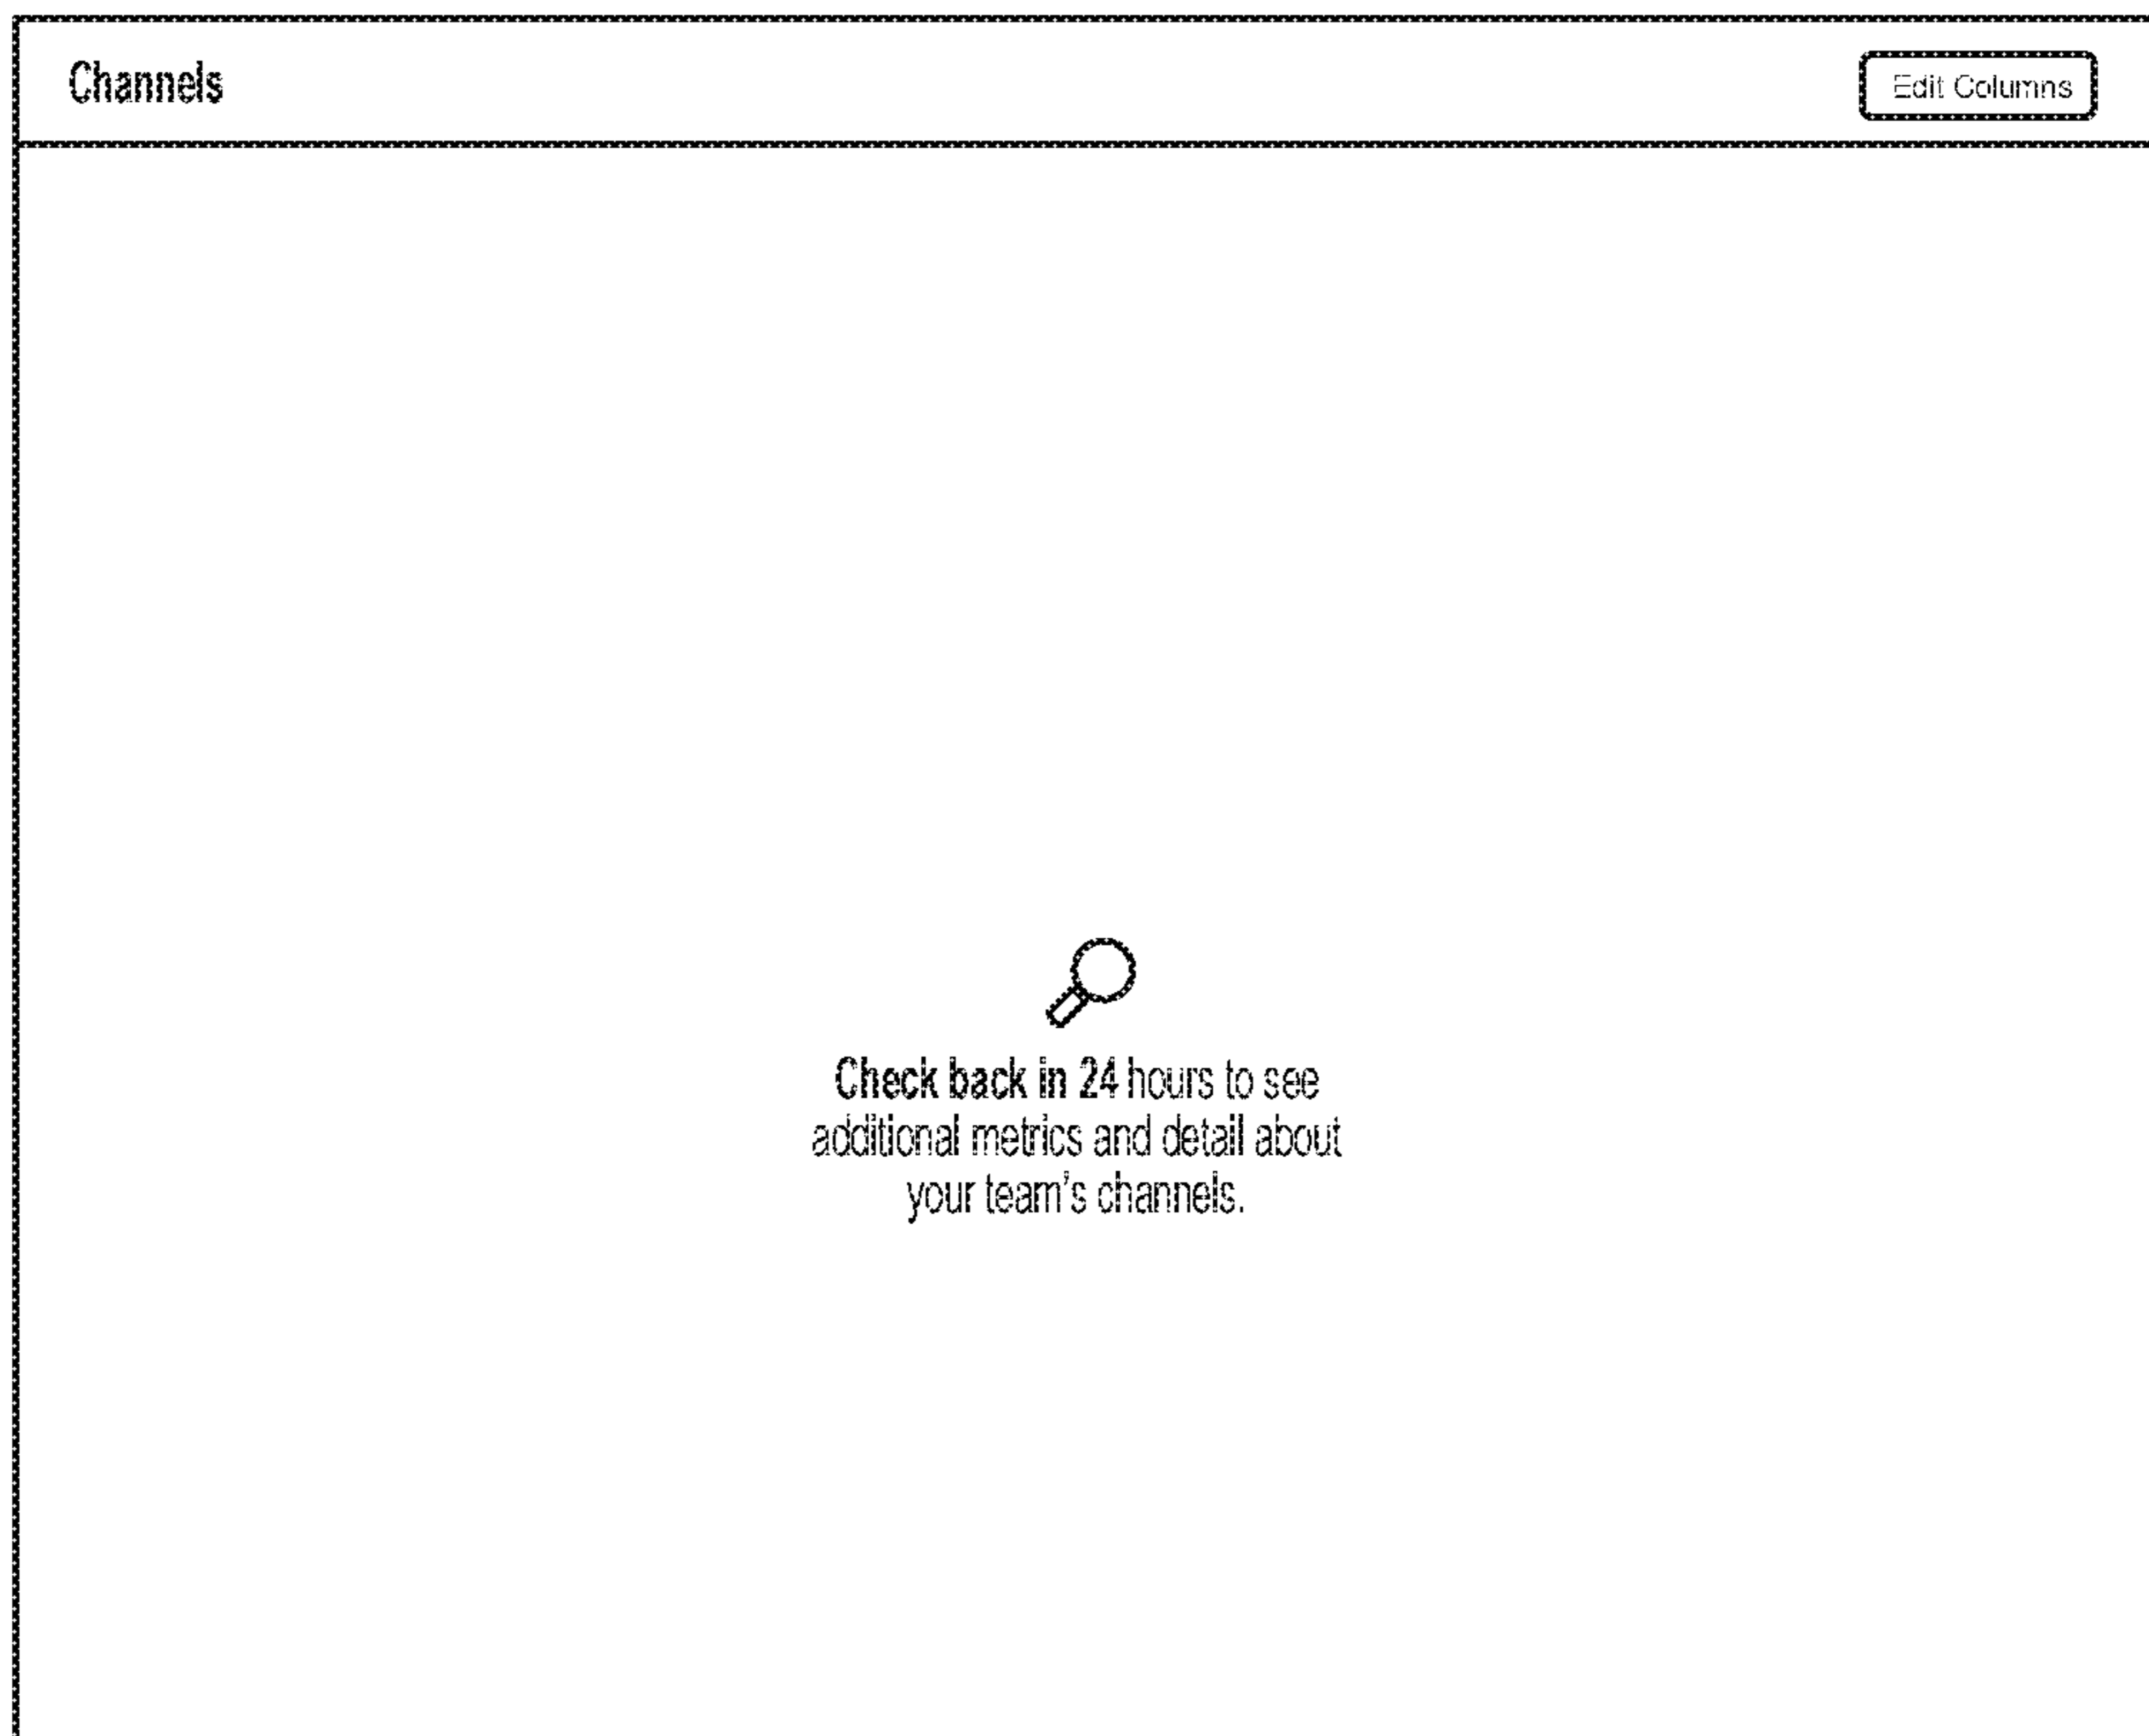 Channels
Edit Columns
Check back in 24 hours to see
additional metrics and detail about
your team's channels.